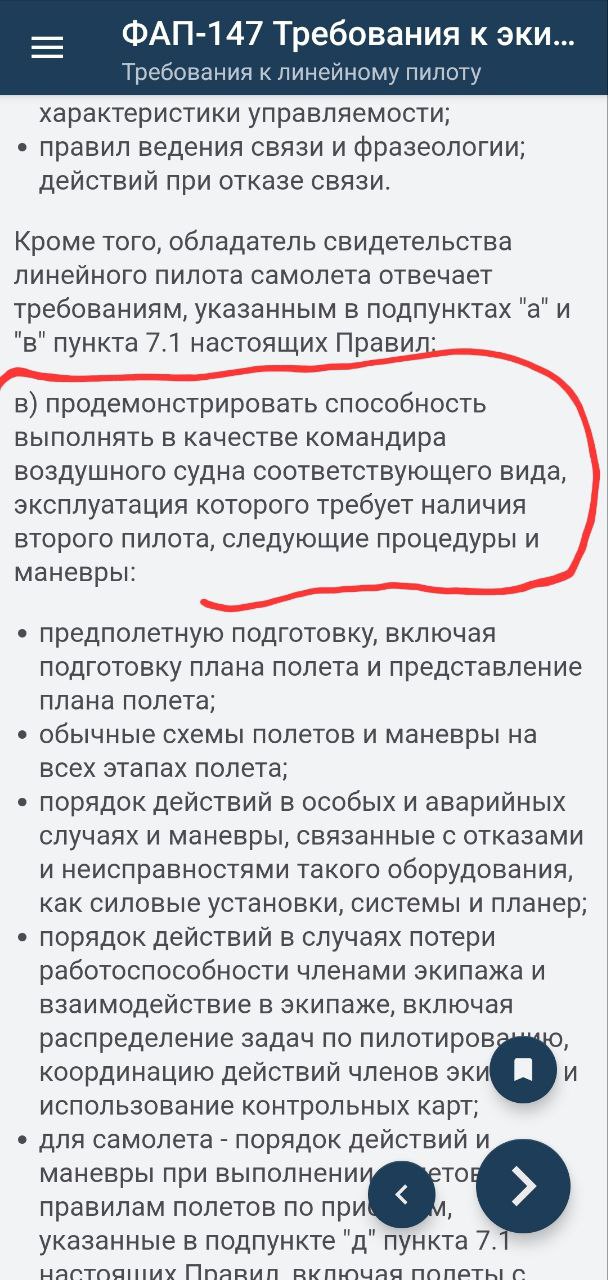 ФАП-147 Требования к эки...
Требования к линейному пилоту
характеристики управляемости;
• правил ведения связи и фразеологии;
действий при отказе связи.
Кроме того, обладатель свидетельства
линейного пилота самолета отвечает
требованиям, указанным в подпунктах "а" и
"в" пункта 7.1 настоящих Правил;
в) продемонстрировать способность
выполнять в качестве командира
воздушного судна соответствующего вида,
эксплуатация которого требует наличия
второго пилота, следующие процедуры и
маневры:
• предполетную подготовку, включая
подготовку плана полета и представление
плана полета;
• обычные схемы полетов и маневры на
всех этапах полета;
• порядок действий в особых и аварийных
случаях и маневры, связанные с отказами
и неисправностями такого оборудования,
как силовые установки, системы и планер;
• порядок действий в случаях потери
работоспособности членами экипажа и
взаимодействие в экипаже, включая
распределение задач по пилотированию,
координацию действий членов эки и
использование контрольных карт;
• для самолета - порядок действий и
маневры при выполнении
правилам полетов по
указанные в подпункте "д" пункта 7.1
настоящих Правил, включая полеты с